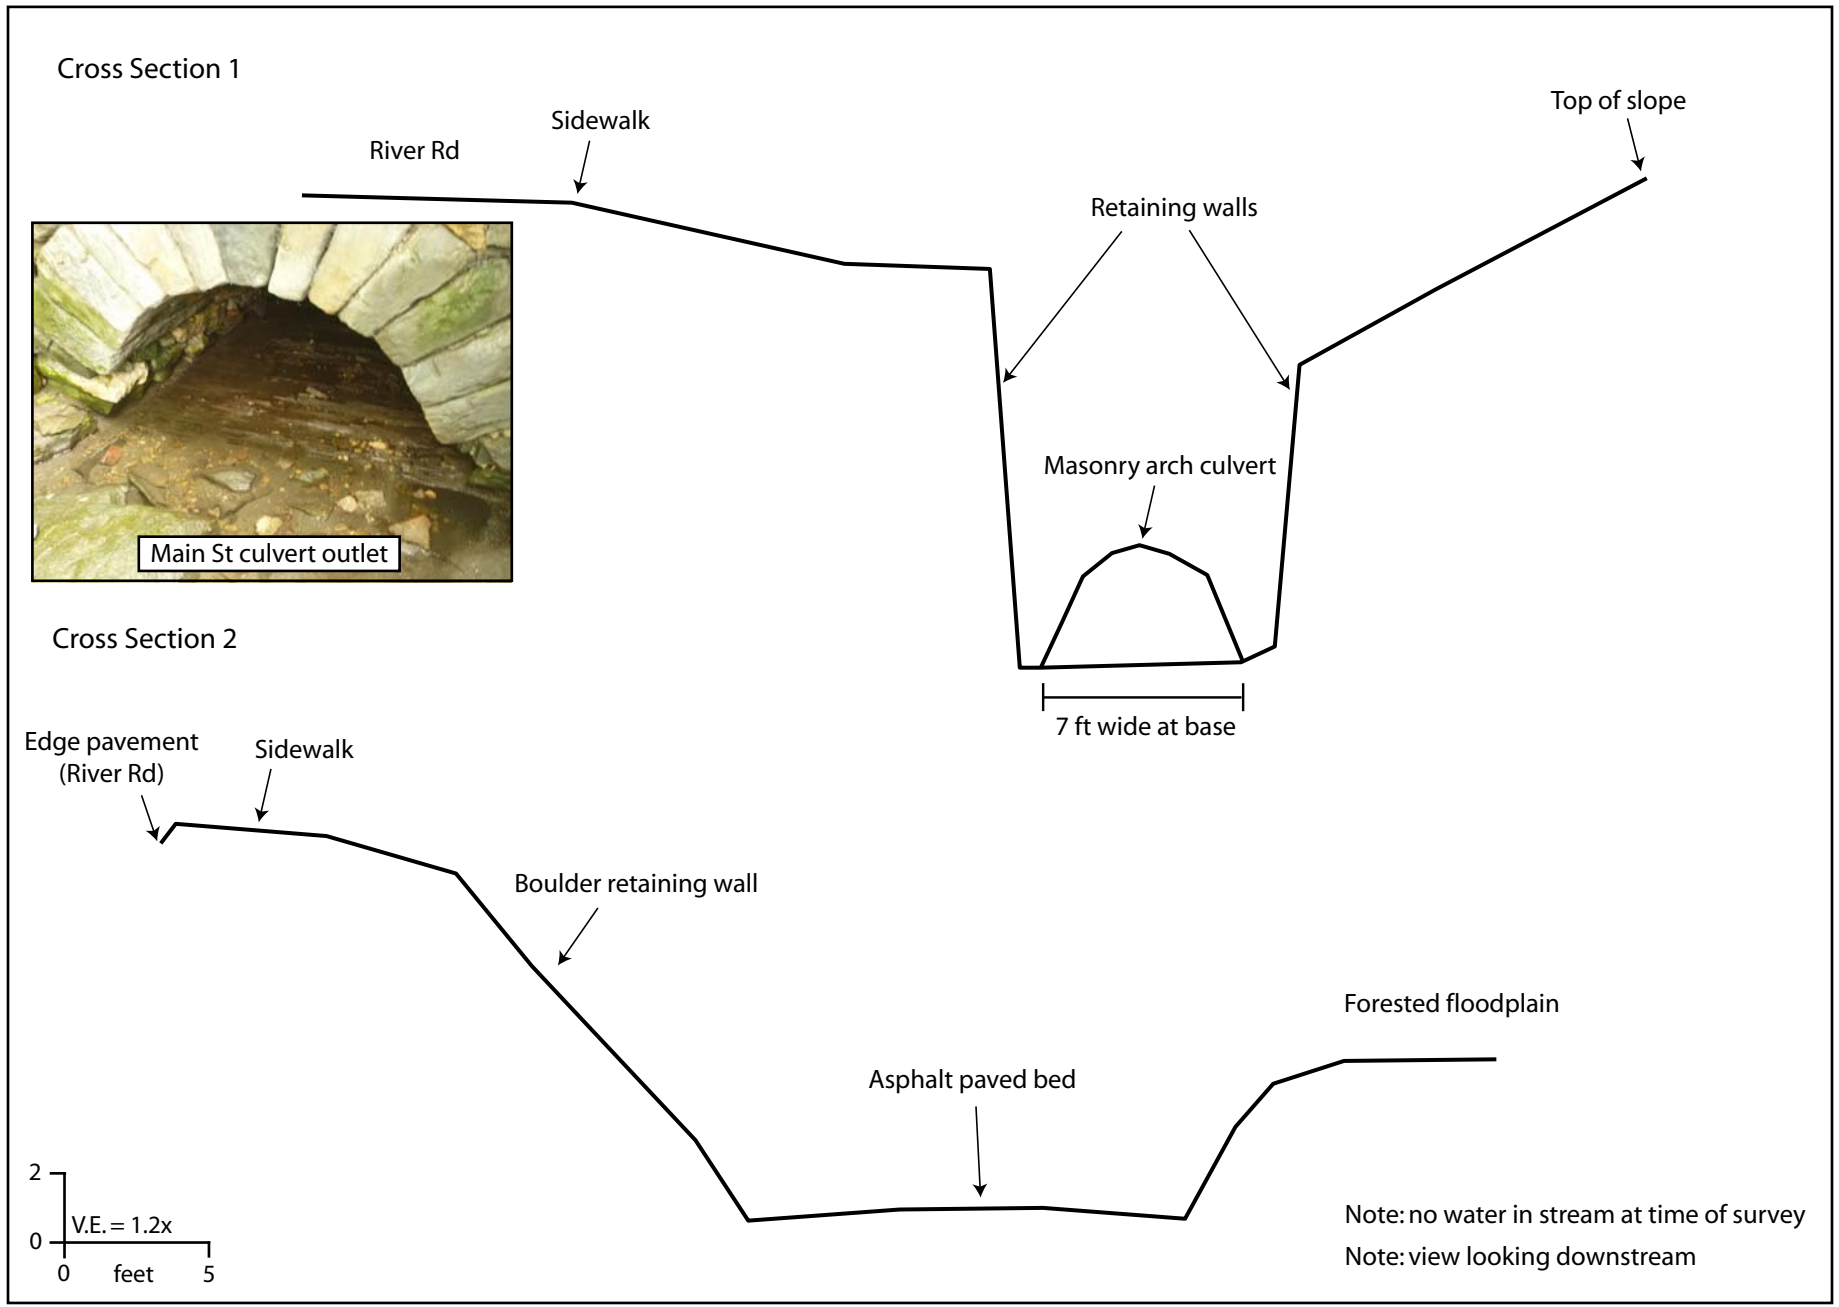 Cross Section 1
Sidewalk
River Rd
Top of slope
Retaining walls
Masonry arch culvert
Main St culvert outlet
7 ft wide at base
Cross Section 2
Edge pavement
(River Rd)
Sidewalk
Boulder retaining wall
Forested floodplain
Asphalt paved bed
2
V.E. = 1.2x
0
0 feet 5
Note: no water in stream at time of survey
Note: view looking downstream